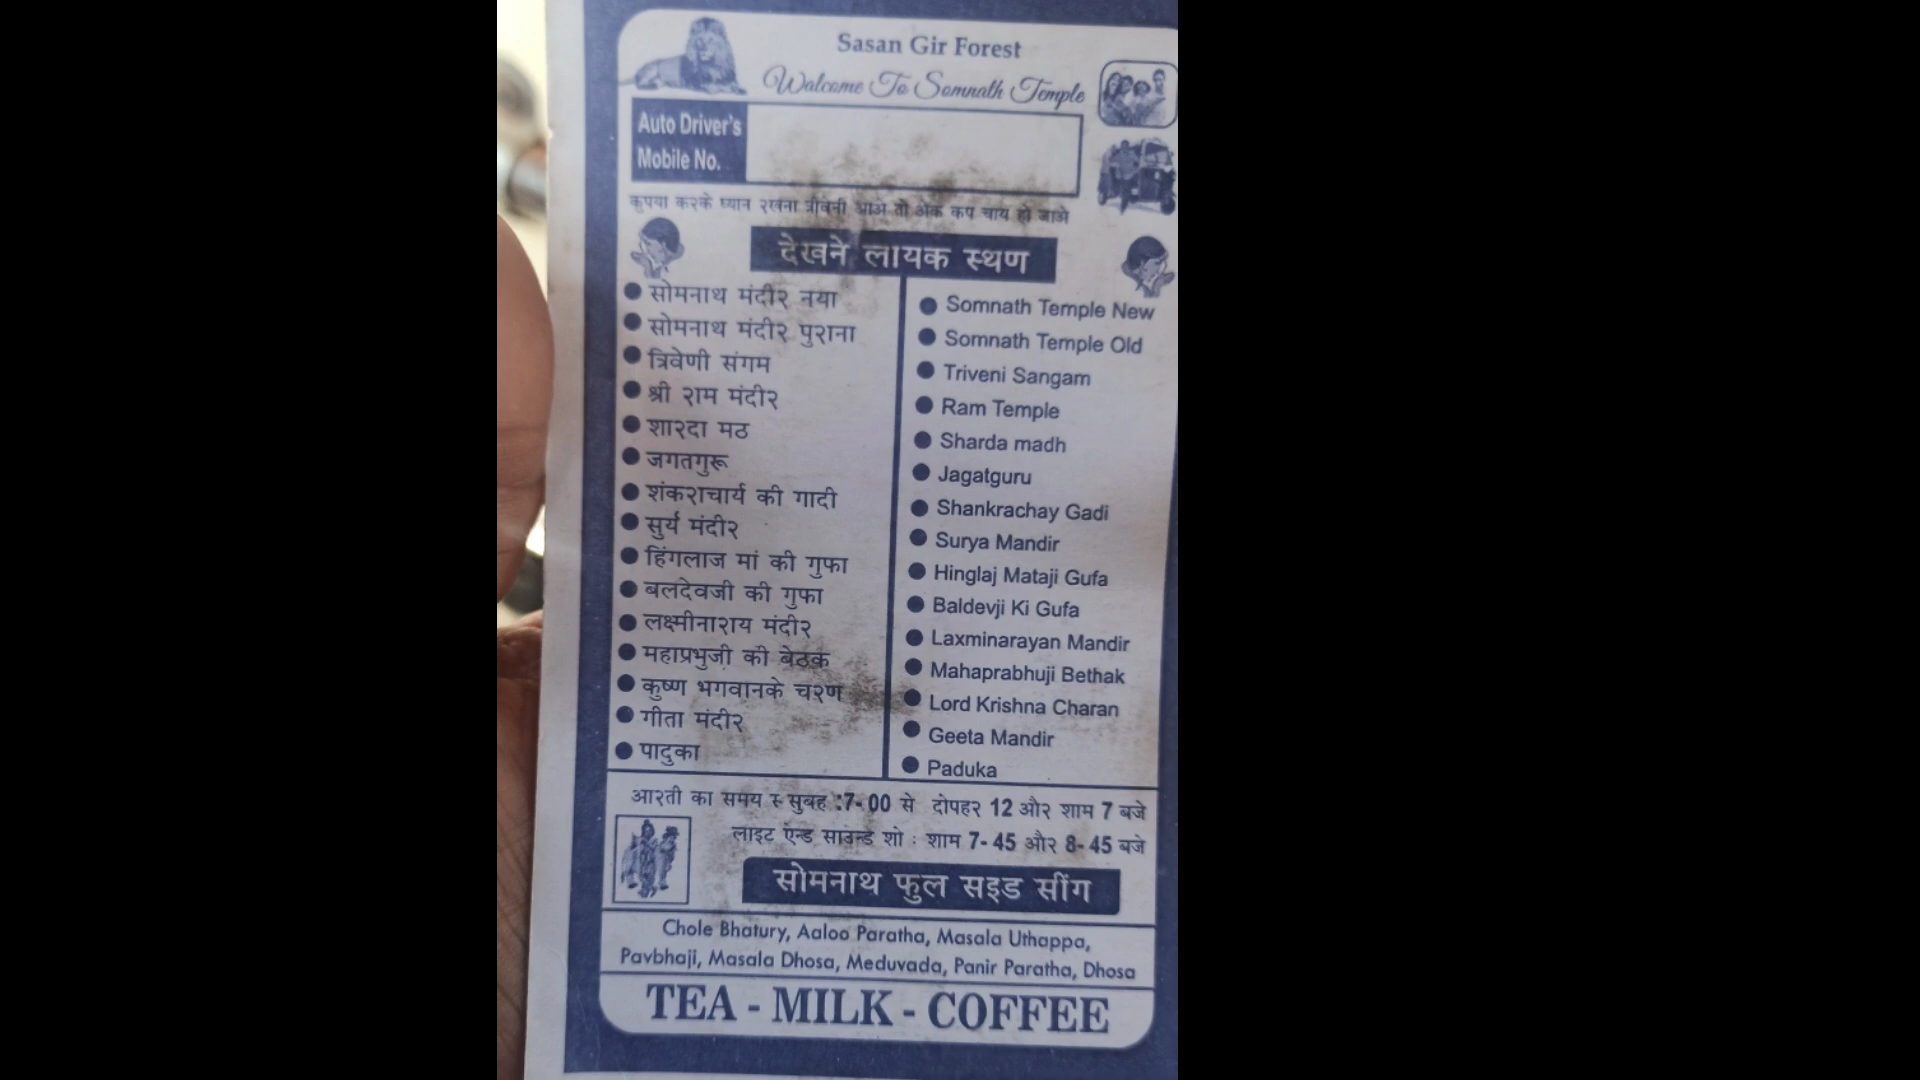 Sasan Gir Forest
Walcome To Somnath Temple
Auto Driver's
Mobile No.
कृपया करके ध्यान रखना त्रीवेनी आअे तो अेक कप चाय हो जाअे
देखने लायक स्थण
सोमनाथ मंदीर नया
सोमनाथ मंदीर पुराना
त्रिवेणी संगम
श्री राम मंदीर
शारदा मठ
जगतगुरू
शंकराचार्य की गादी
सुर्य मंदीर
हिंगलाज मां की गुफा
बलदेवजी की गुफा
लक्ष्मीनाराय मंदीर
महाप्रभुजी की बेठक
कुष्ण भगवानके चरण
गीता मंदीर
पादुका
Somnath Temple New
Somnath Temple Old
Triveni Sangam
Ram Temple
Sharda madh
Jagatguru
Shankrachay Gadi
Surya Mandir
Hinglaj Mataji Gufa
Baldevji Ki Gufa
Laxminarayan Mandir
Mahaprabhuji Bethak
Lord Krishna Charan
Geeta Mandir
Paduka
आरती का समय सुबह :7-00 से दोपहर 12 और शाम 7 बजे
लाइट ऐन्ड साउन्ड शो : शाम 7-45 और 8-45 बजे
सोमनाथ फुल सइड सींग
Chole Bhatury, Aaloo Paratha, Masala Uthappa,
Pavbhaji, Masala Dhosa, Meduvada, Panir Paratha, Dhosa
TEA - MILK - COFFEE